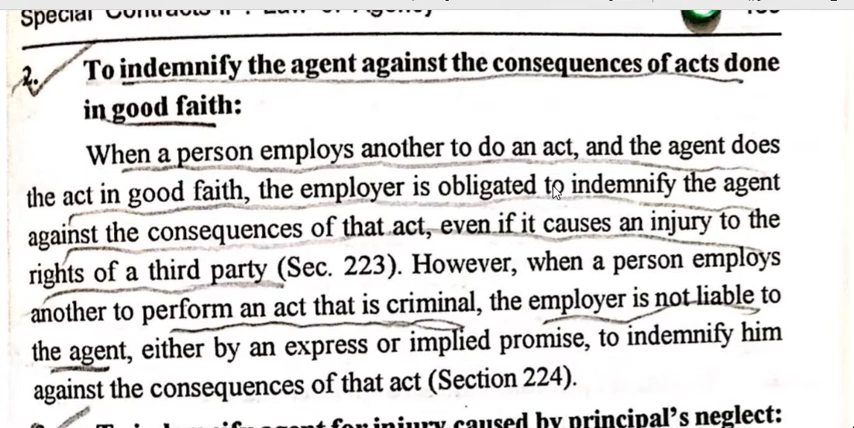 Special Contracts II : Law of Agency
2. To indemnify the agent against the consequences of acts done
in good faith:
When a person employs another to do an act, and the agent does
the act in good faith, the employer is obligated to indemnify the agent
against the consequences of that act, even if it causes an injury to the
rights of a third party (Sec. 223). However, when a person employs
another to perform an act that is criminal, the employer is not liable to
the agent, either by an express or implied promise, to indemnify him
against the consequences of that act (Section 224).
for injury caused by principal's neglect: